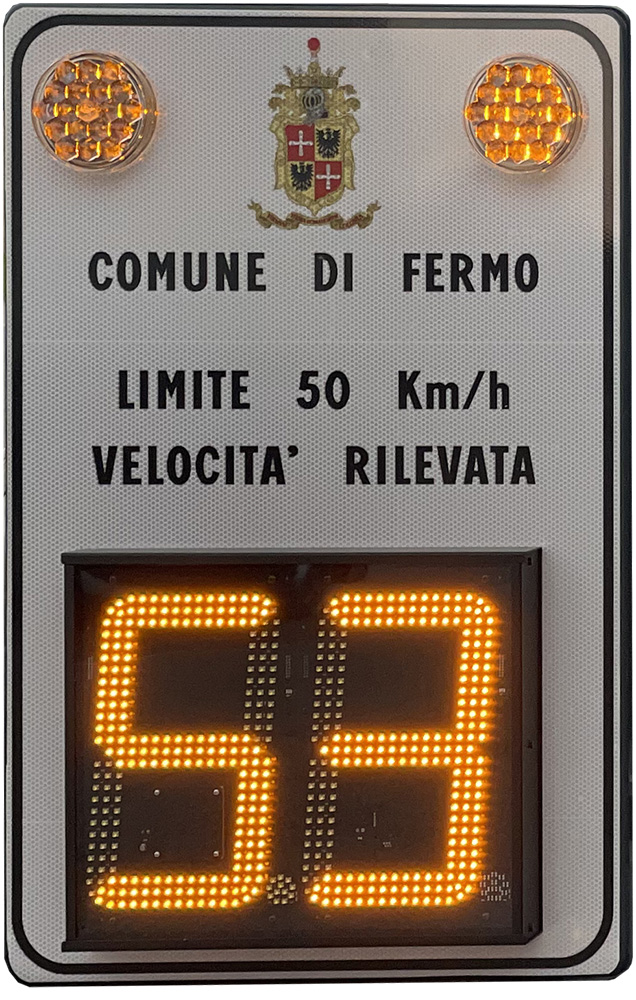 COMUNE DI FERMO
LIMITE 50 Km/h
VELOCITA' RILEVATA
53